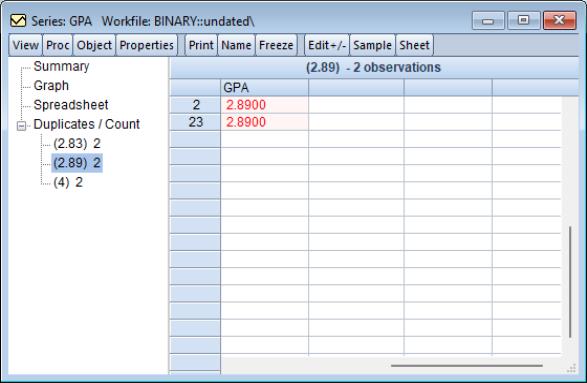 Series: GPA Workfile: BINARY::undated\
View Proc Object Properties Print Name Freeze Edit+/- Sample Sheet
Summary
Graph
Spreadsheet
Duplicates / Count
(2.83) 2
(2.89) 2
(4) 2
(2.89) - 2 observations
GPA
2 2.8900
23 2.8900